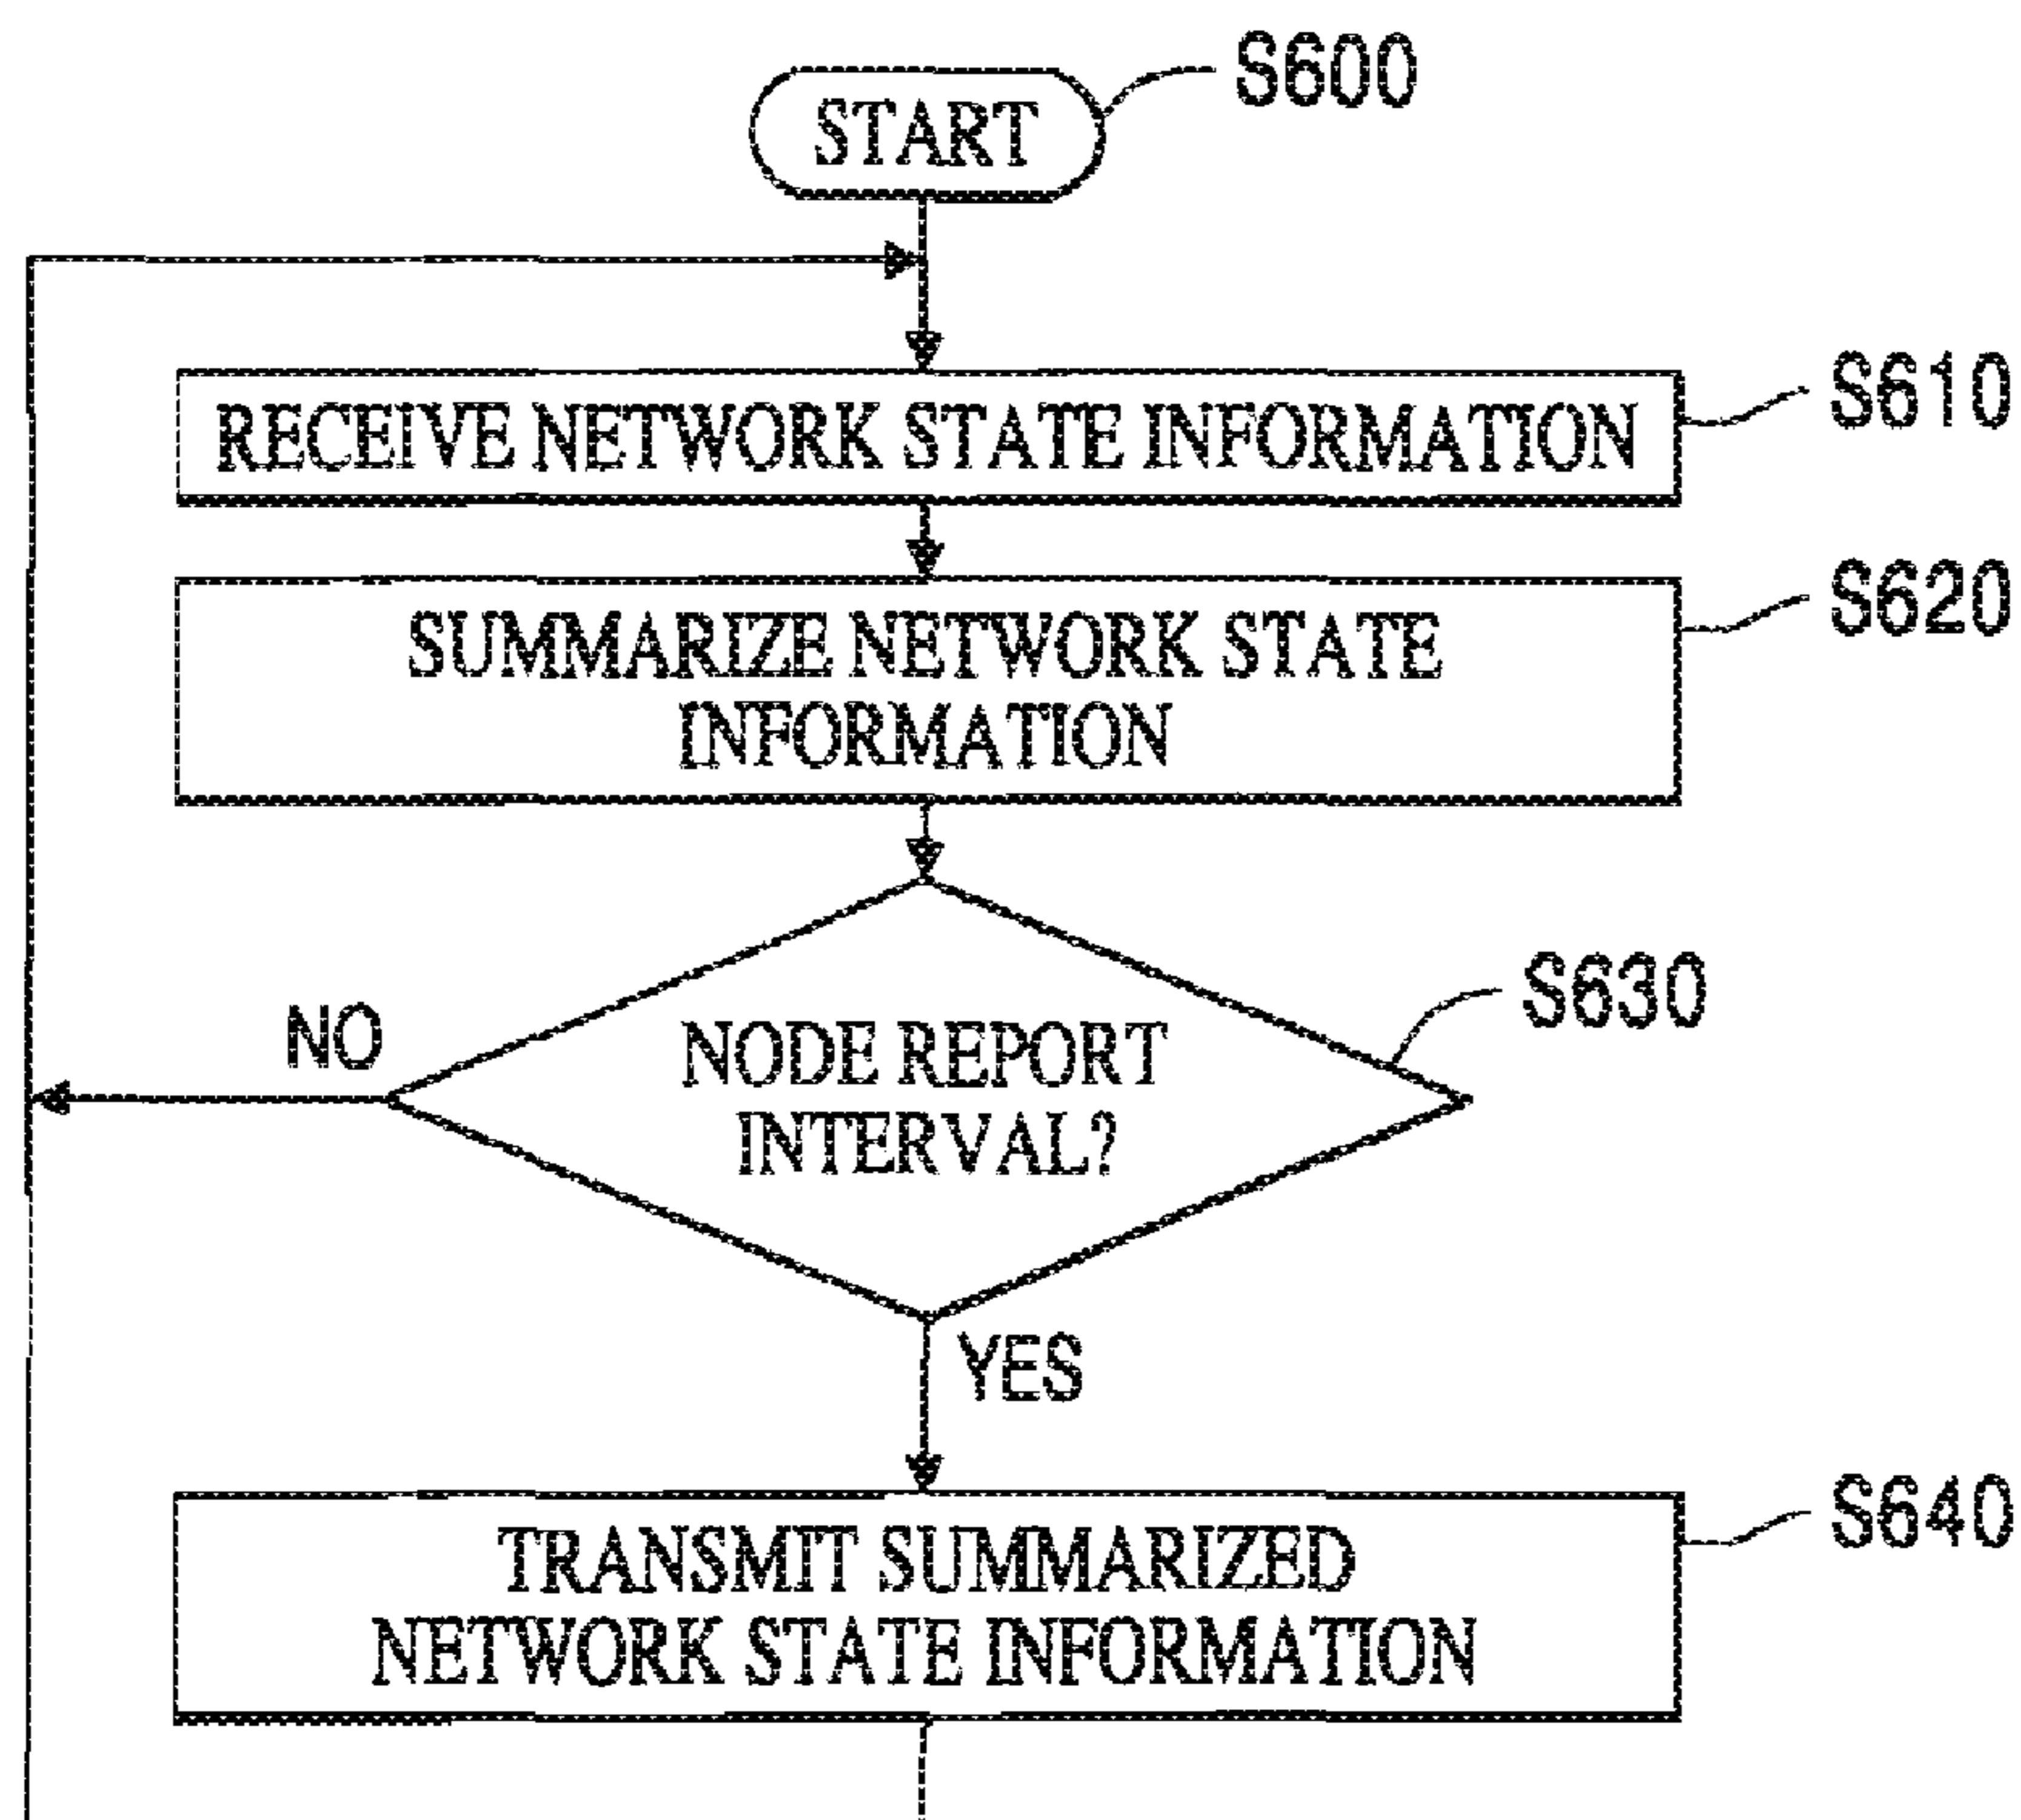 START
S600
RECEIVE NETWORK STATE INFORMATION
S610
SUMMARIZE NETWORK STATE
INFORMATION
S620
NO
NODE REPORT
INTERVAL?
S630
YES
TRANSMIT SUMMARIZED
NETWORK STATE INFORMATION
S640